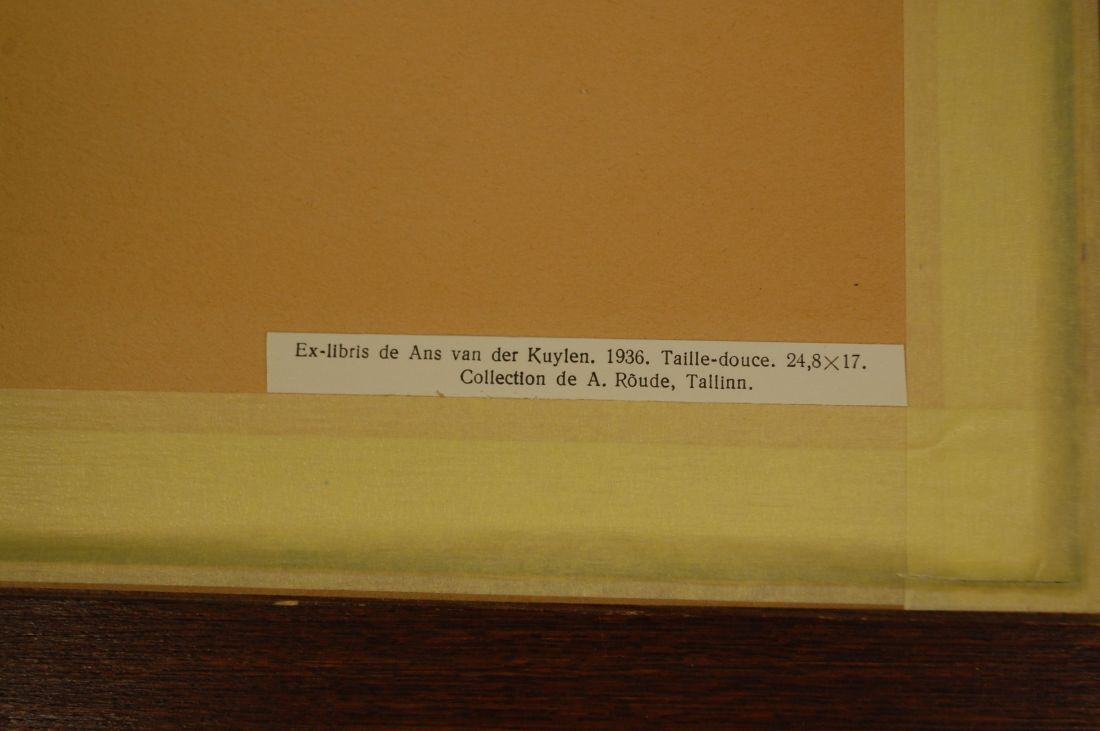 Ex-libris de Ans van der Kuylen. 1936. Taille-douce. 24,8×17.
Collection de A. Rõude, Tallinn.